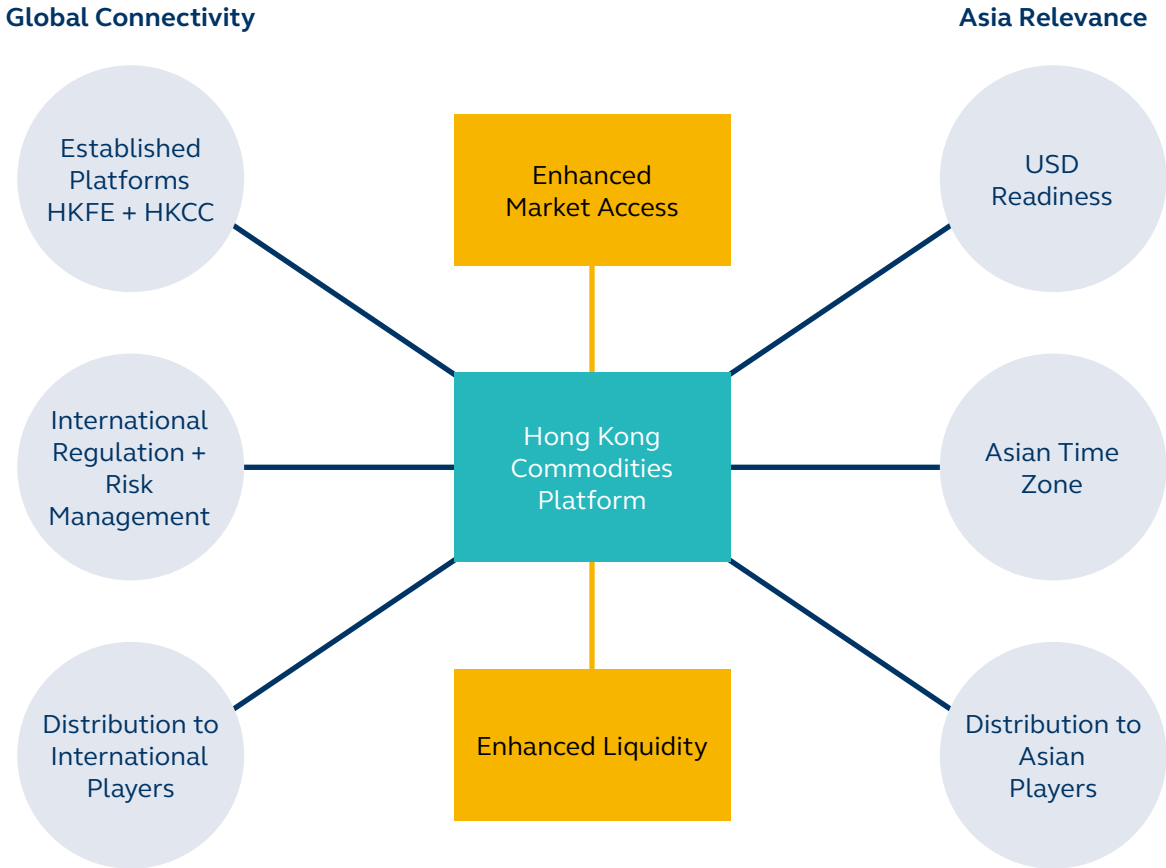 Global Connectivity
Asia Relevance
Established
Platforms
HKFE + HKCC
Enhanced
Market Access
USD
Readiness
International
Regulation +
Risk
Management
Hong Kong
Commodities
Platform
Asian Time
Zone
Distribution to
International
Players
Enhanced Liquidity
Distribution to
Asian
Players